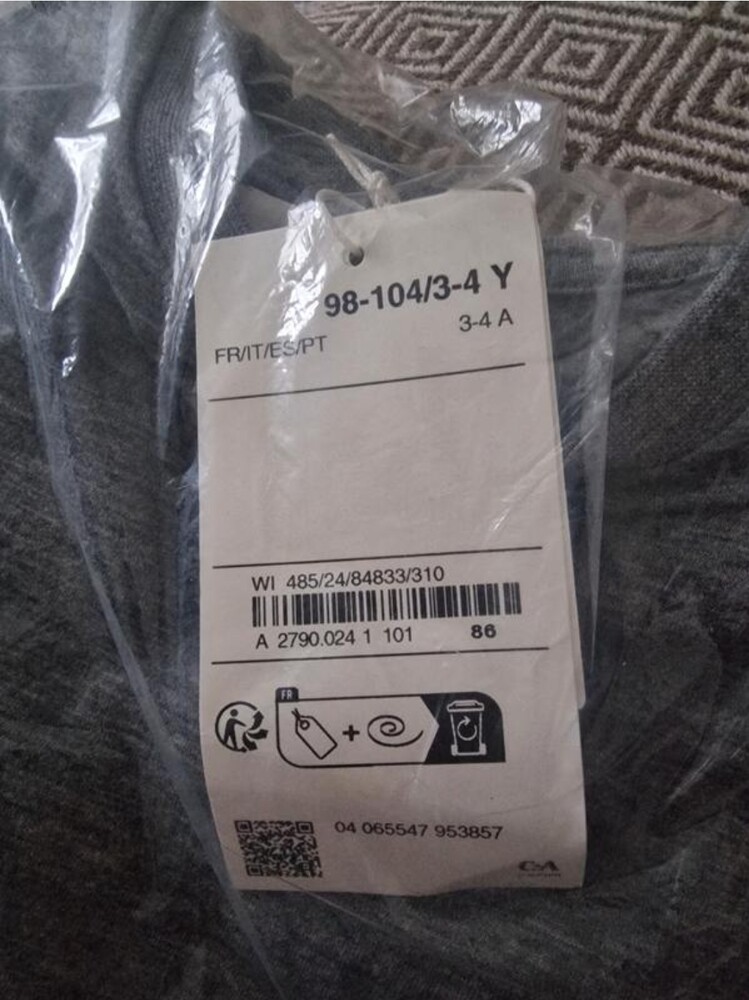 98-104/3-4 Y
3-4 A
FR/IT/ES/PT
WI 485/24/84833/310
A 2790.024 1 101 86
FR
04 065547 953857
C&A